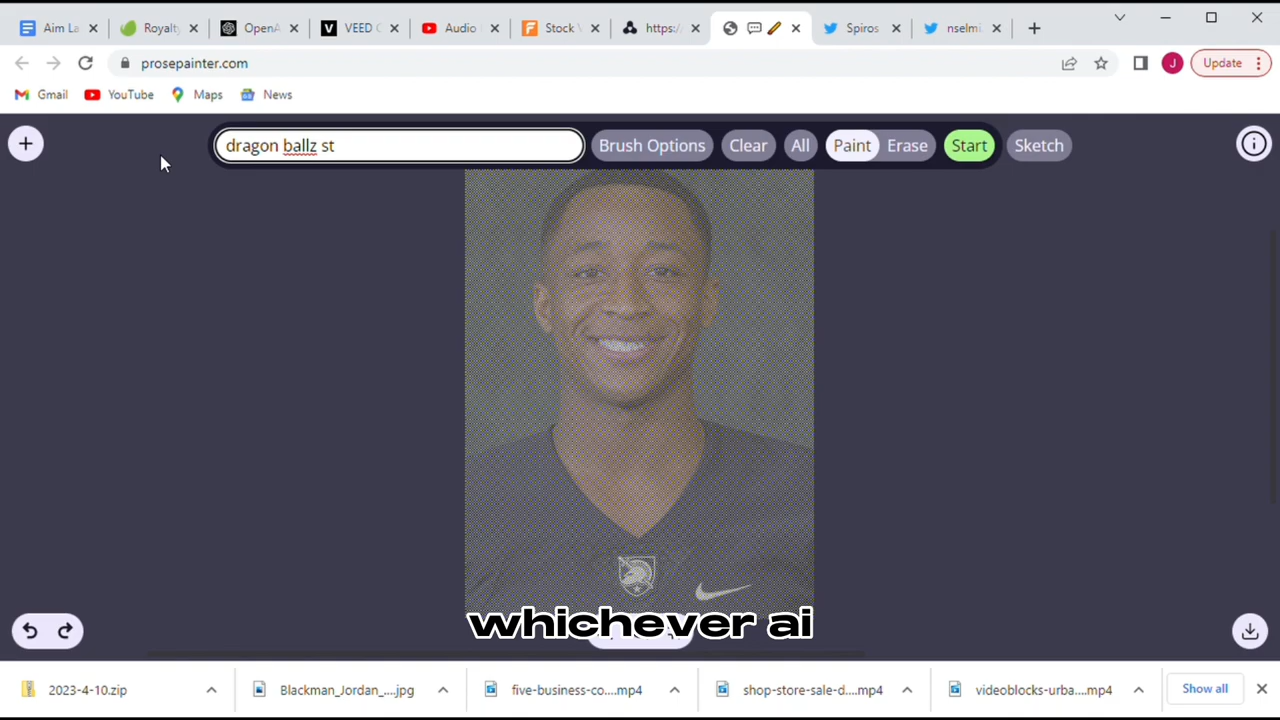 Aim La
Royalty
OpenA
VEED C
Audio
Stock V
https:/
Spiros
nselmi.
prosepainter.com
J
Update
Gmail
YouTube
Maps
News
dragon ballz st
Brush Options
Clear
All
Paint
Erase
Start
Sketch
whichever ai
2023-4-10.zip
Blackman_Jordan_....jpg
five-business-co....mp4
shop-store-sale-d....mp4
videoblocks-urba....mp4
Show all